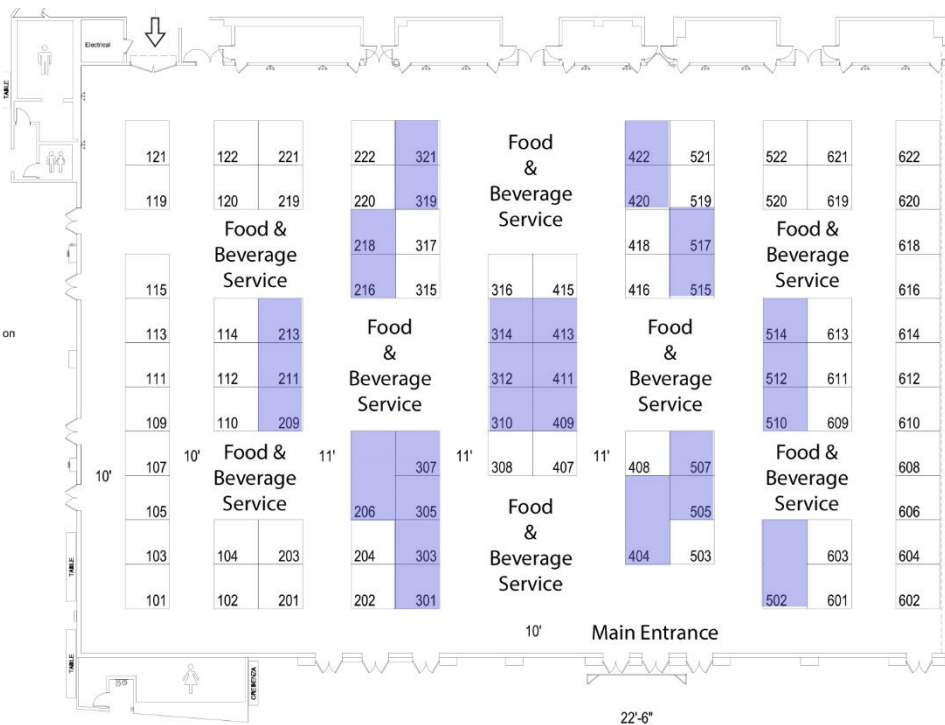 Electrical
TABLE
121 122 221 222 321 Food 422 521 522 621 622
&
119 120 219 220 319 Beverage 420 519 520 619 620
Service
Food & 218 317 418 517 Food & 618
Beverage Beverage
115 Service 216 315 316 415 416 515 Service 616
on
113 114 213 Food 314 413 Food 514 613 614
& &
111 112 211 Beverage 312 411 Beverage 512 611 612
Service Service
109 110 209 310 409 510 609 610
10' 107 10' Food & 11' 307 11' 308 407 11' 408 507 Food & 608
Beverage Beverage
105 Service 206 305 Food 505 Service 606
&
103 104 203 204 303 Beverage 404 503 603 604
Service
101 102 201 202 301 502 601 602
TABLE
TABLE
10' Main Entrance
CREDENZA
22'-6"